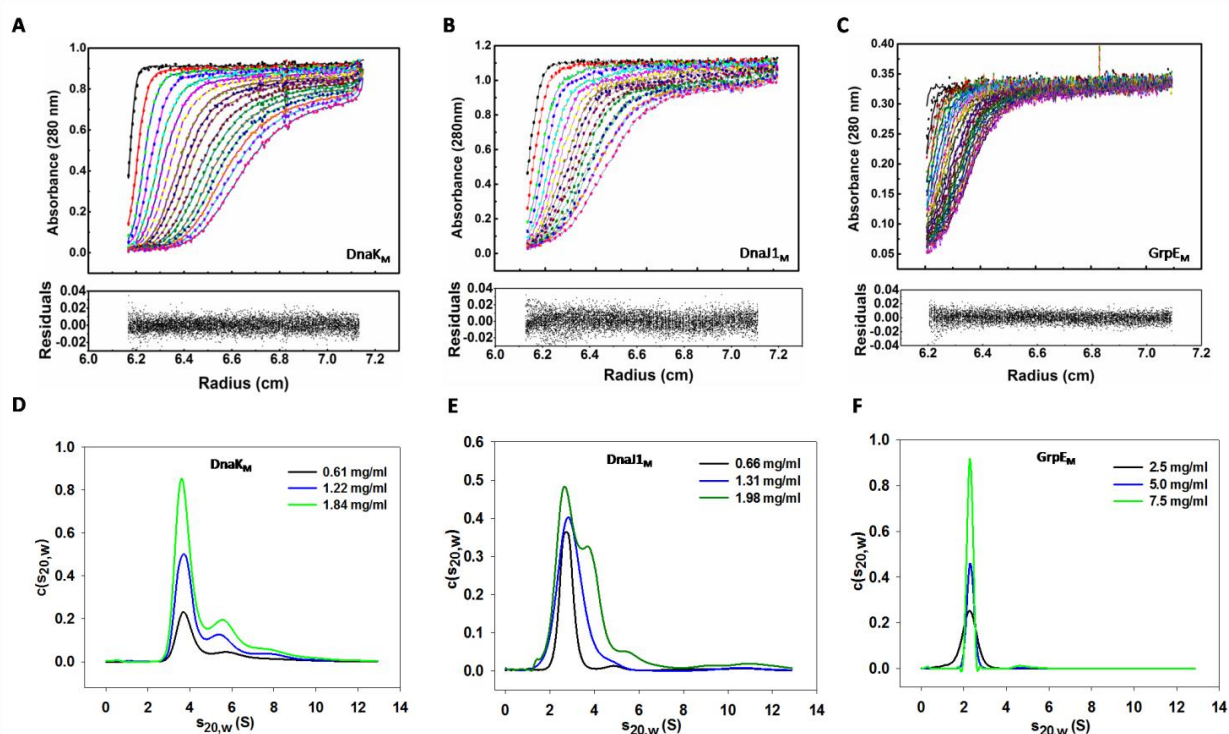 A
Absorbance (280 nm)
1.0
0.8
0.6
0.4
0.2
0.0
DnaKM
Residuals
0.04
0.02
0.00
-0.02
6.0 6.2 6.4 6.6 6.8 7.0 7.2
Radius (cm)
B
Absorbance (280nm)
1.2
1.0
0.8
0.6
0.4
0.2
0.0
DnaJ1M
Residuals
0.04
0.02
0.00
-0.02
6.0 6.2 6.4 6.6 6.8 7.0 7.2
Radius (cm)
C
Absorbance (280 nm)
0.40
0.35
0.30
0.25
0.20
0.15
0.10
0.05
GrpEM
Residuals
0.04
0.02
0.00
-0.02
-0.04
6.2 6.4 6.6 6.8 7.0 7.2
Radius (cm)
D
DnaKM
c(s20,w)
1.0
0.8
0.6
0.4
0.2
0.0
0.61 mg/ml
1.22 mg/ml
1.84 mg/ml
0 2 4 6 8 10 12 14
s20,w (S)
E
DnaJ1M
c(s20,w)
0.6
0.5
0.4
0.3
0.2
0.1
0.0
0.66 mg/ml
1.31 mg/ml
1.98 mg/ml
0 2 4 6 8 10 12 14
s20,w (S)
F
GrpEM
c(s20,w)
1.0
0.8
0.6
0.4
0.2
0.0
2.5 mg/ml
5.0 mg/ml
7.5 mg/ml
0 2 4 6 8 10 12 14
s20,w (S)